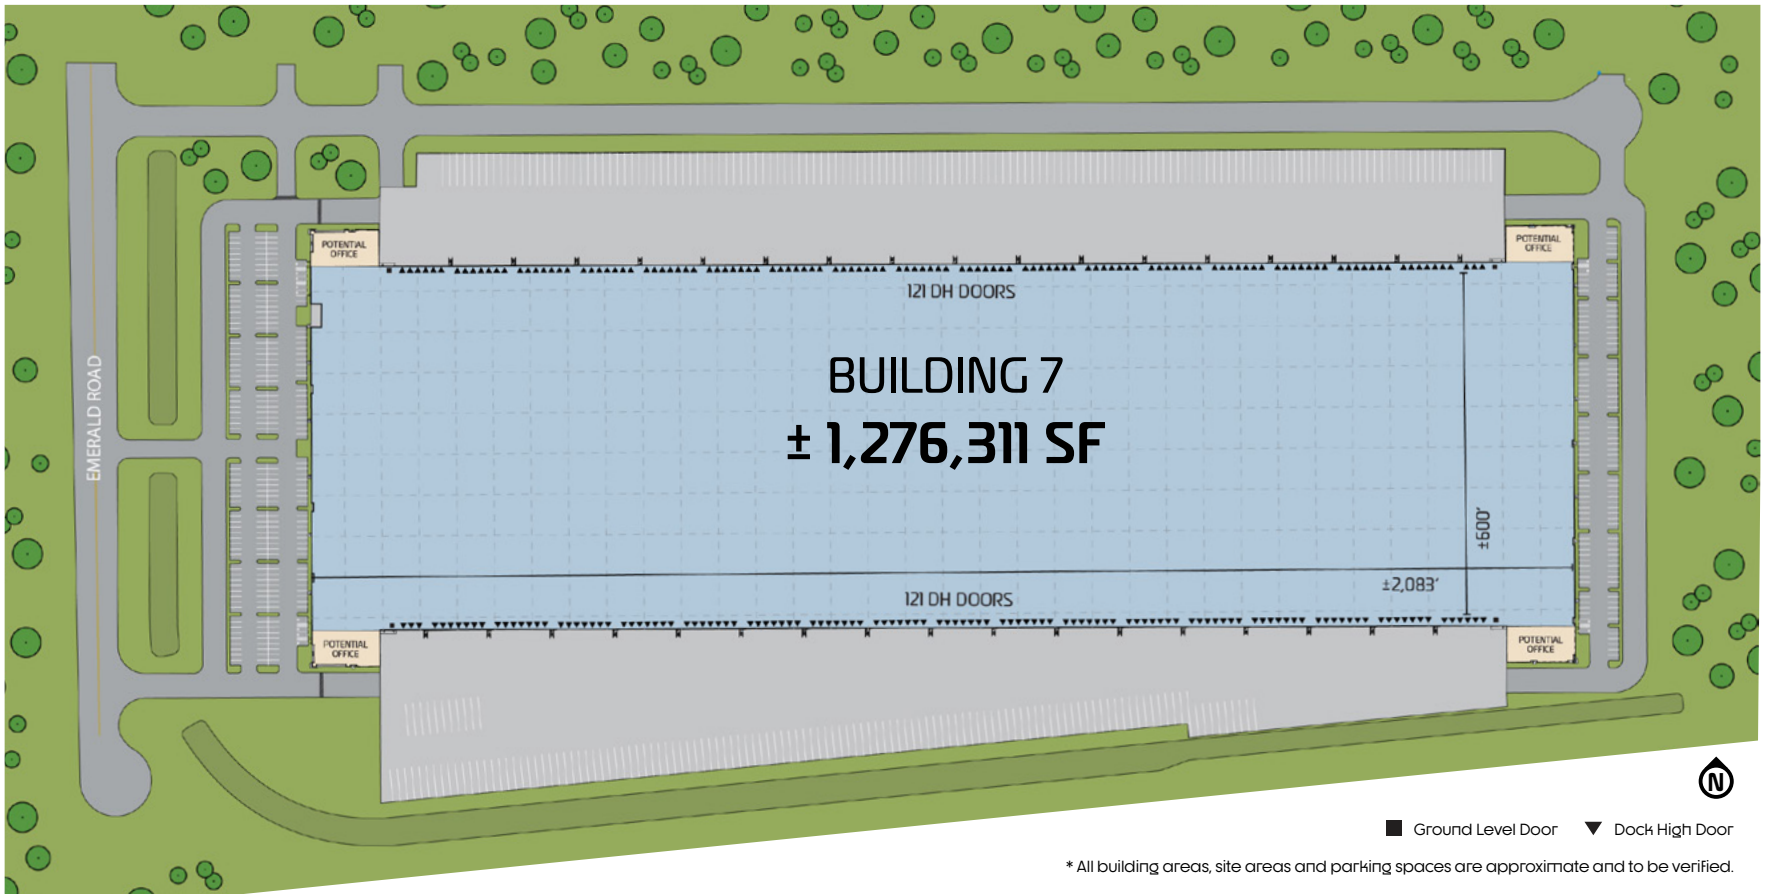 POTENTIAL
OFFICE
POTENTIAL
OFFICE
121 DH DOORS
BUILDING 7
± 1,276,311 SF
EMERALD ROAD
±600'
±2,083'
121 DH DOORS
POTENTIAL
OFFICE
POTENTIAL
OFFICE
N
Ground Level Door
Dock High Door
* All building areas, site areas and parking spaces are approximate and to be verified.